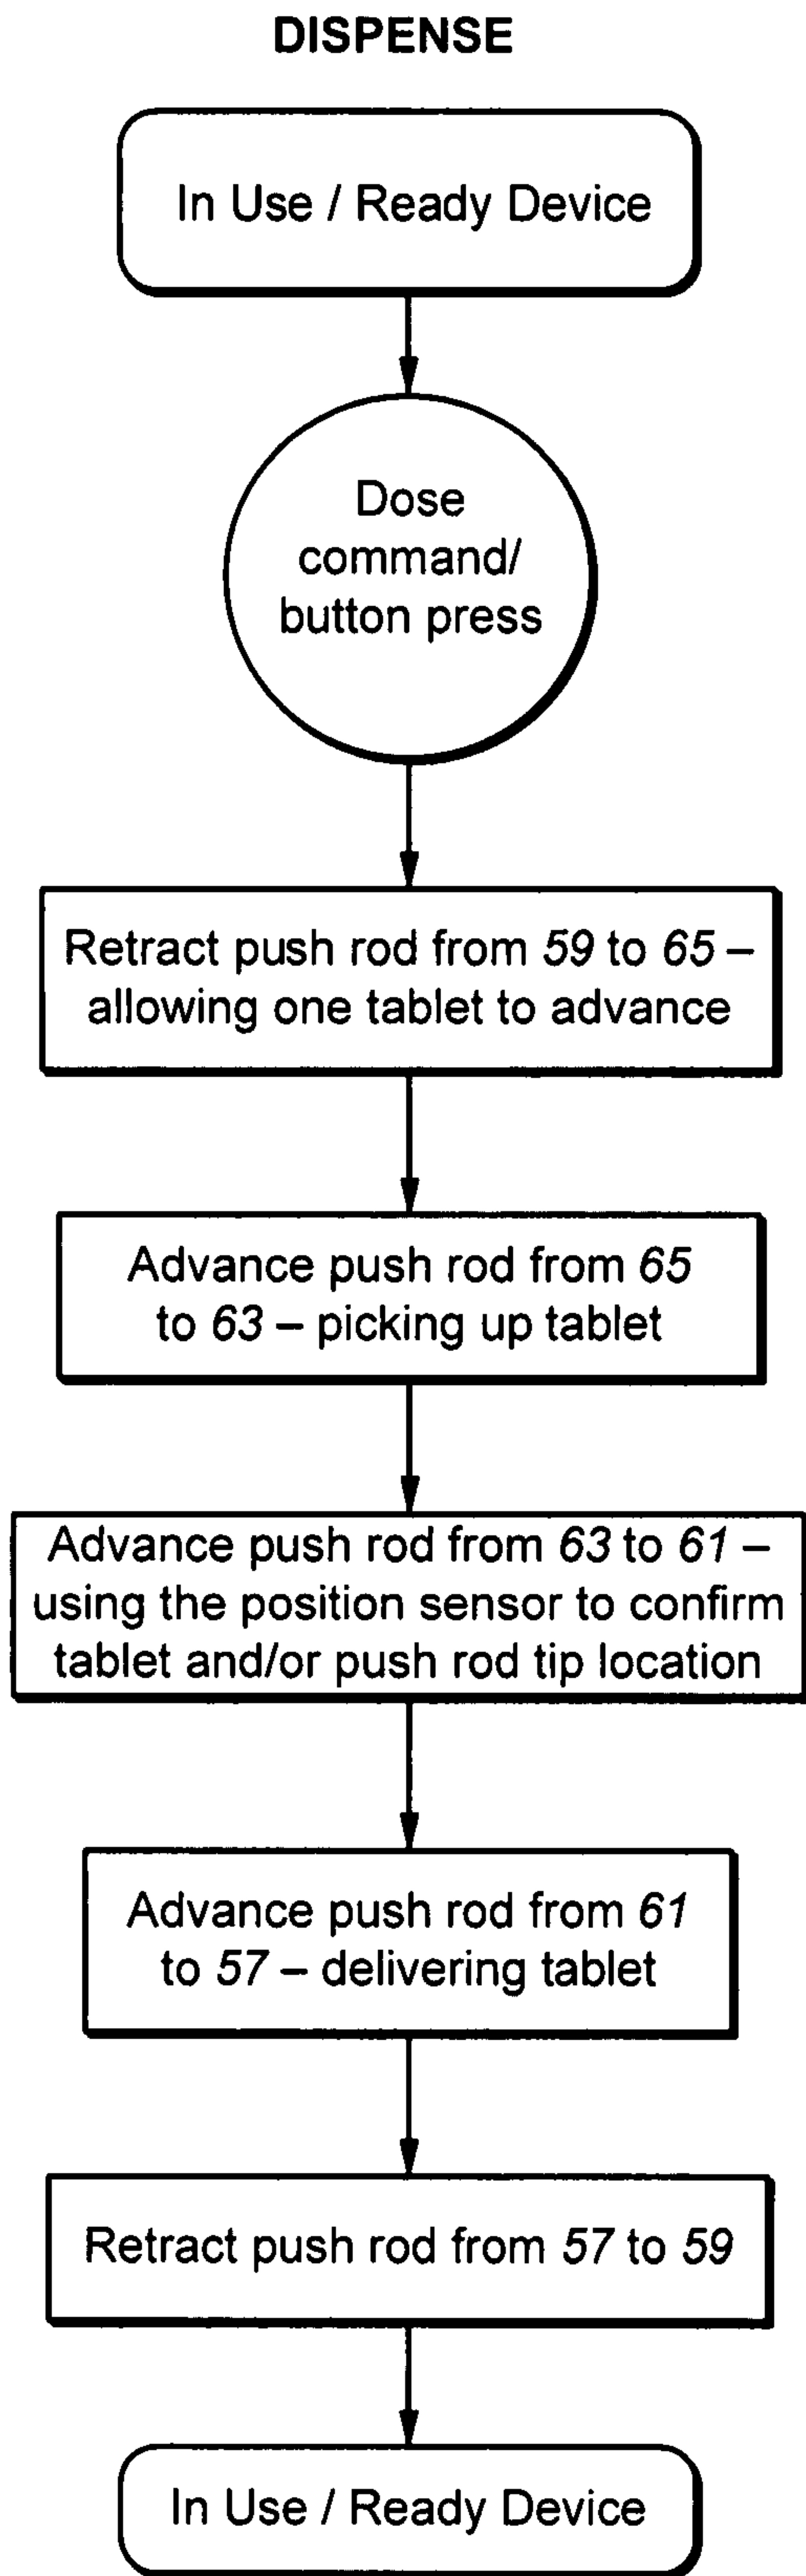 DISPENSE
In Use / Ready Device
Dose
command/
button press
Retract push rod from 59 to 65 –
allowing one tablet to advance
Advance push rod from 65
to 63 – picking up tablet
Advance push rod from 63 to 61 –
using the position sensor to confirm
tablet and/or push rod tip location
Advance push rod from 61
to 57 – delivering tablet
Retract push rod from 57 to 59
In Use / Ready Device